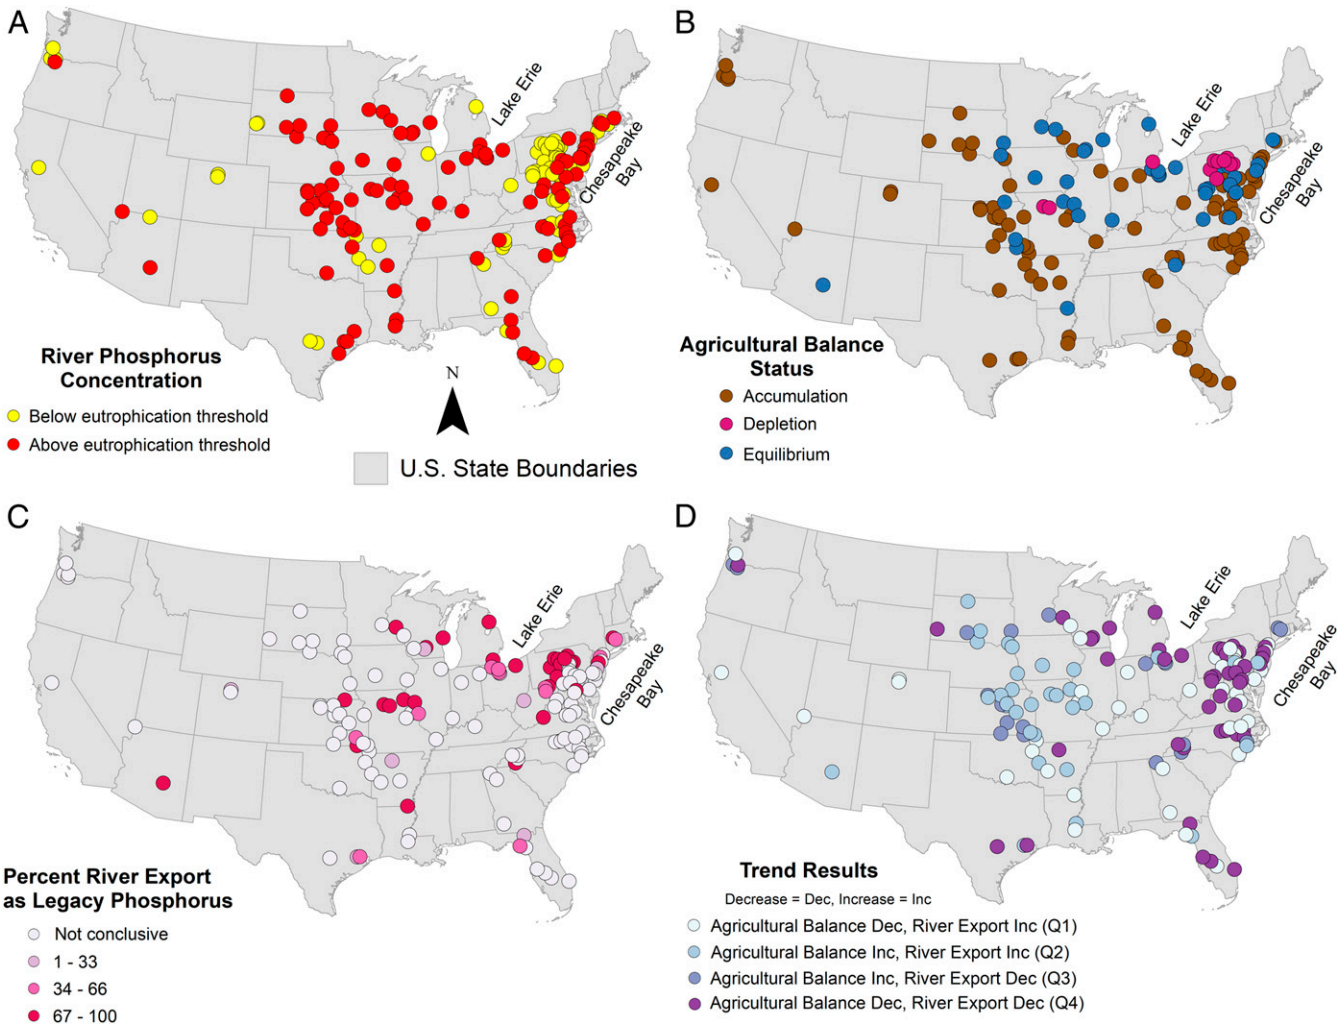 A
Lake Erie
Chesapeake
Bay
River Phosphorus
Concentration
Below eutrophication threshold
Above eutrophication threshold
N
U.S. State Boundaries
B
Lake Erie
Chesapeake
Bay
Agricultural Balance
Status
Accumulation
Depletion
Equilibrium
C
Lake Erie
Chesapeake
Bay
Percent River Export
as Legacy Phosphorus
Not conclusive
1 - 33
34 - 66
67 - 100
D
Lake Erie
Chesapeake
Bay
Trend Results
Decrease = Dec, Increase = Inc
Agricultural Balance Dec, River Export Inc (Q1)
Agricultural Balance Inc, River Export Inc (Q2)
Agricultural Balance Inc, River Export Dec (Q3)
Agricultural Balance Dec, River Export Dec (Q4)